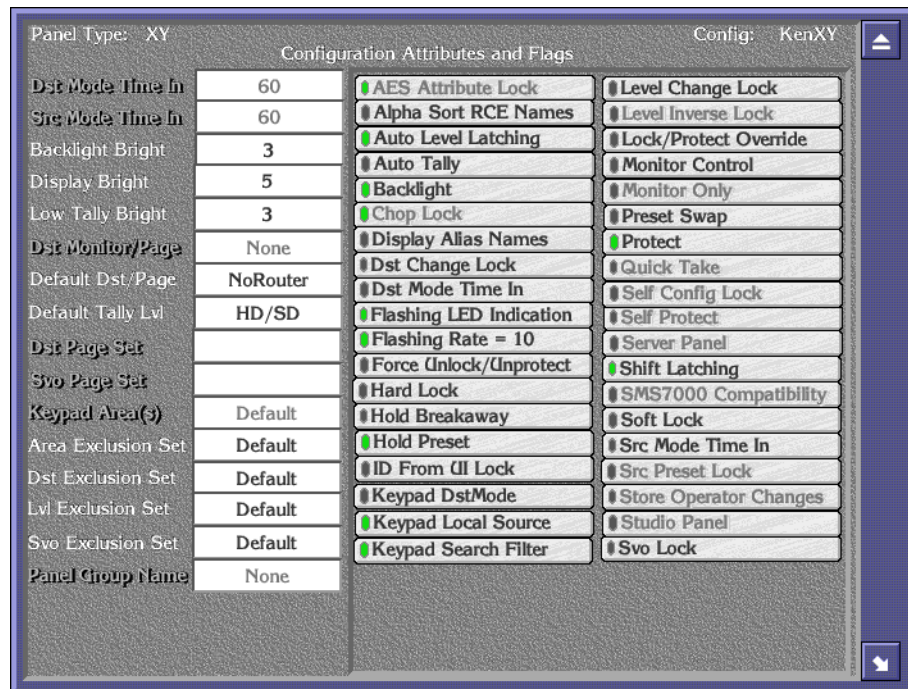 Panel Type: XY
Config: KenXY
Configuration Attributes and Flags
Dst Mode Time In 60
Src Mode Time In 60
Backlight Bright 3
Display Bright 5
Low Tally Bright 3
Dst Monitor/Page None
Default Dst/Page NoRouter
Default Tally Lvl HD/SD
Dst Page Set
Svo Page Set
Keypad Area(s) Default
Area Exclusion Set Default
Dst Exclusion Set Default
Lvl Exclusion Set Default
Svo Exclusion Set Default
Panel Group Name None
AES Attribute Lock
Alpha Sort RCE Names
Auto Level Latching
Auto Tally
Backlight
Chop Lock
Display Alias Names
Dst Change Lock
Dst Mode Time In
Flashing LED Indication
Flashing Rate = 10
Force Unlock/Unprotect
Hard Lock
Hold Breakaway
Hold Preset
ID From UI Lock
Keypad DstMode
Keypad Local Source
Keypad Search Filter
Level Change Lock
Level Inverse Lock
Lock/Protect Override
Monitor Control
Monitor Only
Preset Swap
Protect
Quick Take
Self Config Lock
Self Protect
Server Panel
Shift Latching
SMS7000 Compatibility
Soft Lock
Src Mode Time In
Src Preset Lock
Store Operator Changes
Studio Panel
Svo Lock